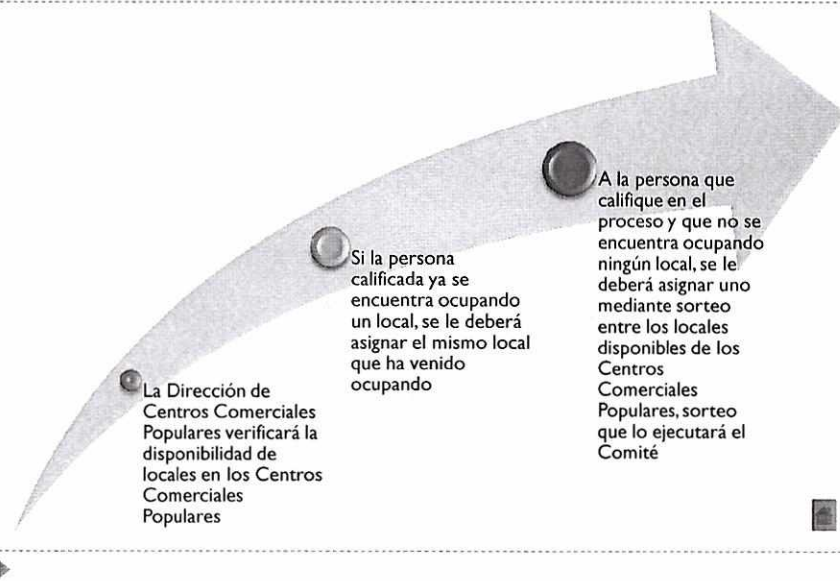 La Dirección de
Centros Comerciales
Populares verificará la
disponibilidad de
locales en los Centros
Comerciales
Populares
Si la persona
calificada ya se
encuentra ocupando
un local, se le deberá
asignar el mismo local
que ha venido
ocupando
A la persona que
califique en el
proceso y que no se
encuentra ocupando
ningún local, se le
deberá asignar uno
mediante sorteo
entre los locales
disponibles de los
Centros
Comerciales
Populares, sorteo
que lo ejecutará el
Comité